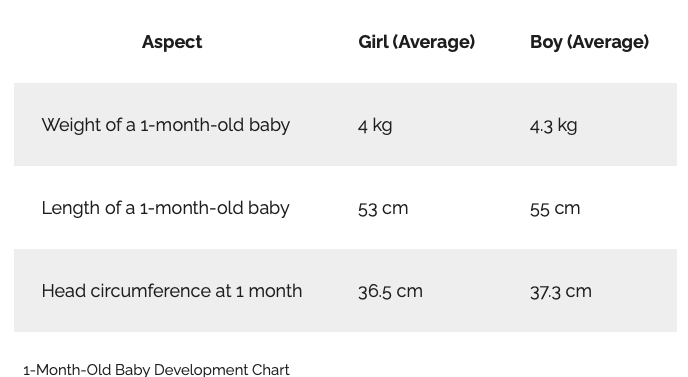 Aspect Girl (Average) Boy (Average)
Weight of a 1-month-old baby 4 kg 4.3 kg
Length of a 1-month-old baby 53 cm 55 cm
Head circumference at 1 month 36.5 cm 37.3 cm
1-Month-Old Baby Development Chart